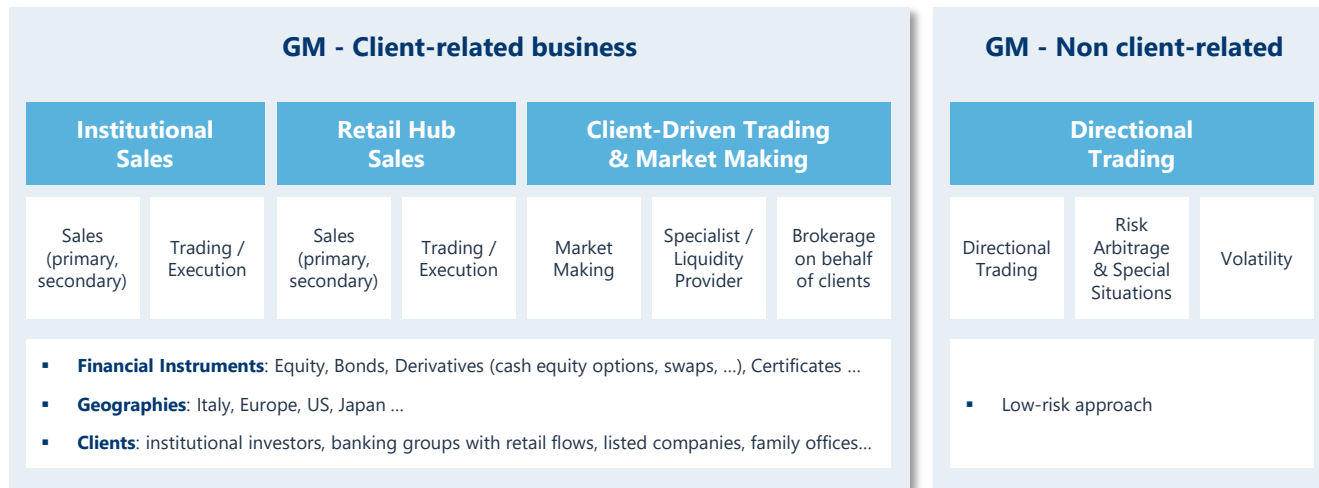 GM - Client-related business
Institutional
Sales
Retail Hub
Sales
Client-Driven Trading
& Market Making
Sales
(primary,
secondary)
Trading /
Execution
Sales
(primary,
secondary)
Trading /
Execution
Market
Making
Specialist /
Liquidity
Provider
Brokerage
on behalf
of clients
▪ Financial Instruments: Equity, Bonds, Derivatives (cash equity options, swaps, ...), Certificates ...
▪ Geographies: Italy, Europe, US, Japan ...
▪ Clients: institutional investors, banking groups with retail flows, listed companies, family offices...
GM - Non client-related
Directional
Trading
Directional
Trading
Risk
Arbitrage
& Special
Situations
Volatility
▪ Low-risk approach